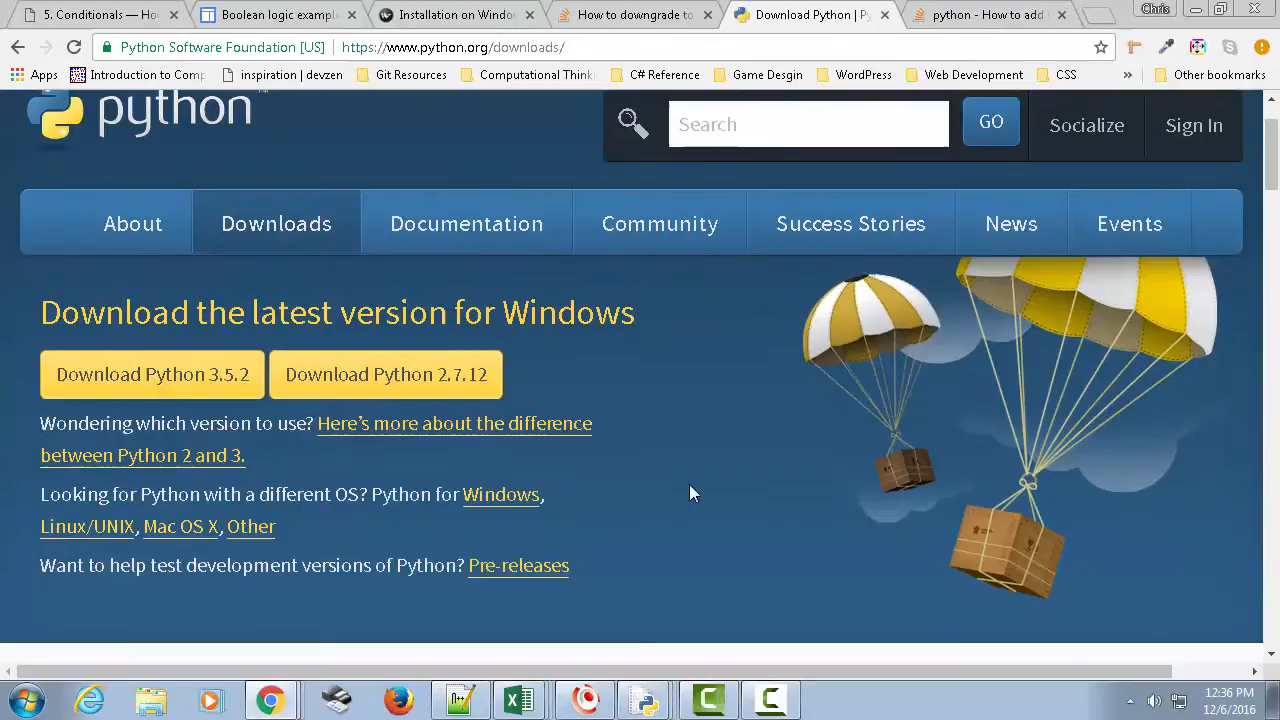 Conditionals — How
Boolean logic exampl
Installation or Window
How to downgrade to
Download Python | Py
python - How to add
Chris
Python Software Foundation [US]
https://www.python.org/downloads/
Apps
Introduction to Comp
inspiration | devzen
Git Resources
Computational Think
C# Reference
Game Desgin
WordPress
Web Development
CSS
»
Other bookmarks
python
Search
GO
Socialize
Sign In
About
Downloads
Documentation
Community
Success Stories
News
Events
Download the latest version for Windows
Download Python 3.5.2
Download Python 2.7.12
Wondering which version to use? Here's more about the difference
between Python 2 and 3.
Looking for Python with a different OS? Python for Windows,
Linux/UNIX, Mac OS X, Other
Want to help test development versions of Python? Pre-releases
12:36 PM
12/6/2016